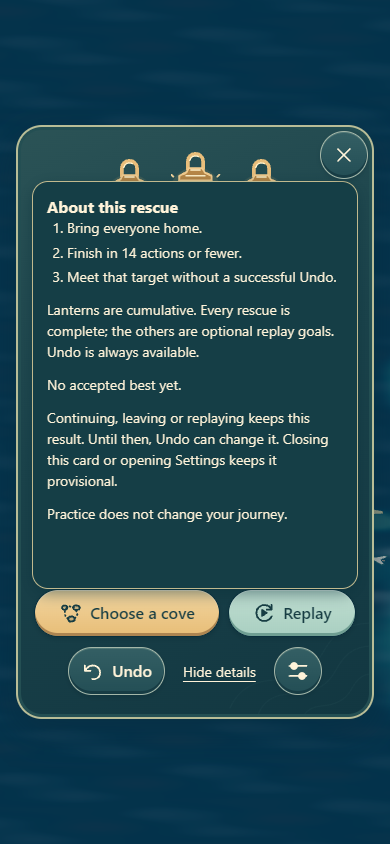 About this rescue
1. Bring everyone home.
2. Finish in 14 actions or fewer.
3. Meet that target without a successful Undo.
Lanterns are cumulative. Every rescue is
complete; the others are optional replay goals.
Undo is always available.
No accepted best yet.
Continuing, leaving or replaying keeps this
result. Until then, Undo can change it. Closing
this card or opening Settings keeps it
provisional.
Practice does not change your journey.
Choose a cove
Replay
Undo
Hide details